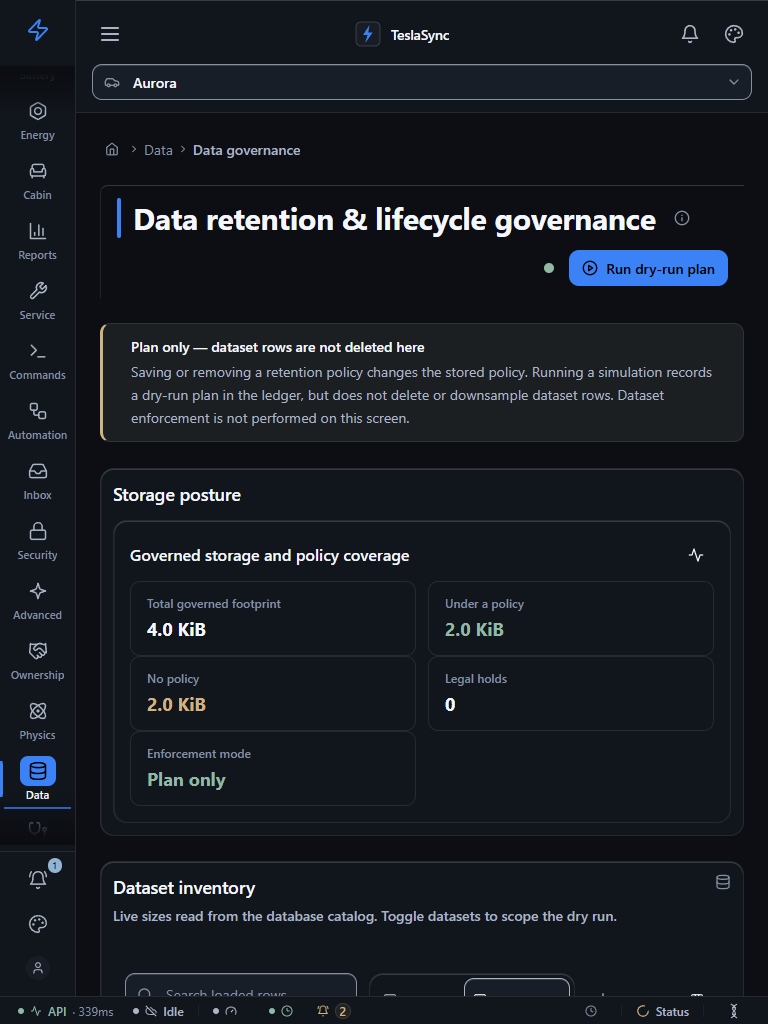 TeslaSync
Aurora
Battery
Energy
Cabin
Reports
Service
Commands
Automation
Inbox
Security
Advanced
Ownership
Physics
Data
1
Data
Data governance
Data retention & lifecycle governance
Run dry-run plan
Plan only — dataset rows are not deleted here
Saving or removing a retention policy changes the stored policy. Running a simulation records
a dry-run plan in the ledger, but does not delete or downsample dataset rows. Dataset
enforcement is not performed on this screen.
Storage posture
Governed storage and policy coverage
Total governed footprint
4.0 KiB
Under a policy
2.0 KiB
No policy
2.0 KiB
Legal holds
0
Enforcement mode
Plan only
Dataset inventory
Live sizes read from the database catalog. Toggle datasets to scope the dry run.
Search loaded rows
API · 339ms
Idle
2
Status